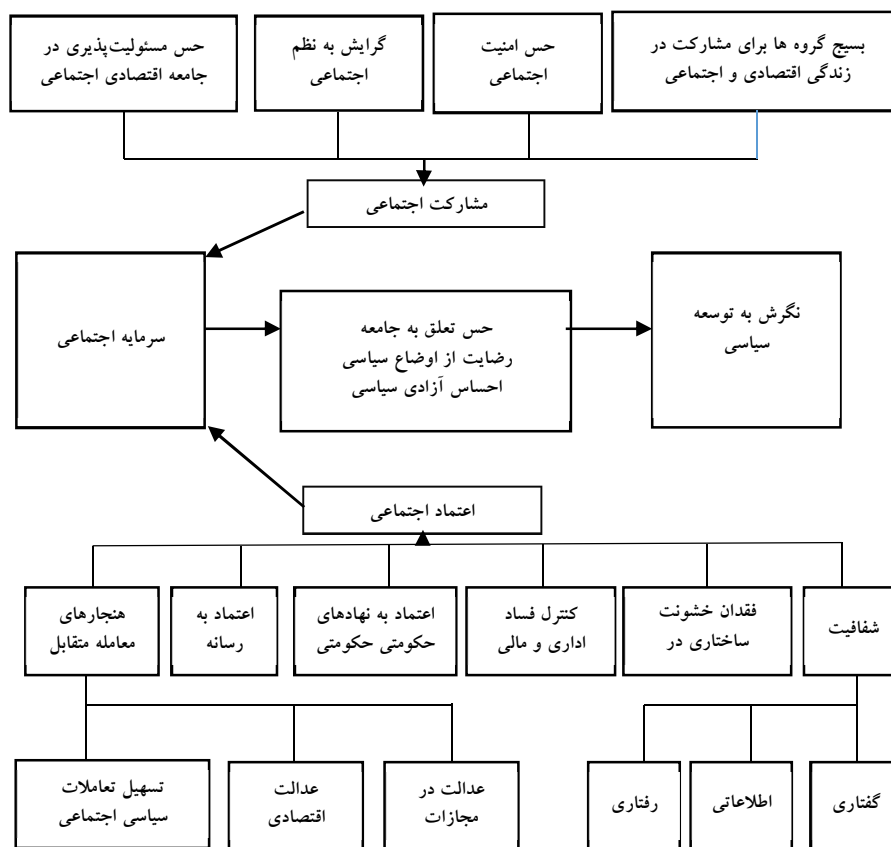 بسیج گروه ها برای مشارکت در
زندگی اقتصادی و اجتماعی
حس امنیت
اجتماعی
گرایش به نظم
اجتماعی
حس مسئولیت‌پذیری در
جامعه اقتصادی اجتماعی
مشارکت اجتماعی
نگرش به توسعه
سیاسی
حس تعلق به جامعه
رضایت از اوضاع سیاسی
احساس آزادی سیاسی
سرمایه اجتماعی
اعتماد اجتماعی
شفافیت
فقدان خشونت
ساختاری در
کنترل فساد
اداری و مالی
اعتماد به نهادهای
حکومتی حکومتی
اعتماد به
رسانه
هنجارهای
معامله متقابل
گفتاری
اطلاعاتی
رفتاری
عدالت در
مجازات
عدالت
اقتصادی
تسهیل تعاملات
سیاسی اجتماعی